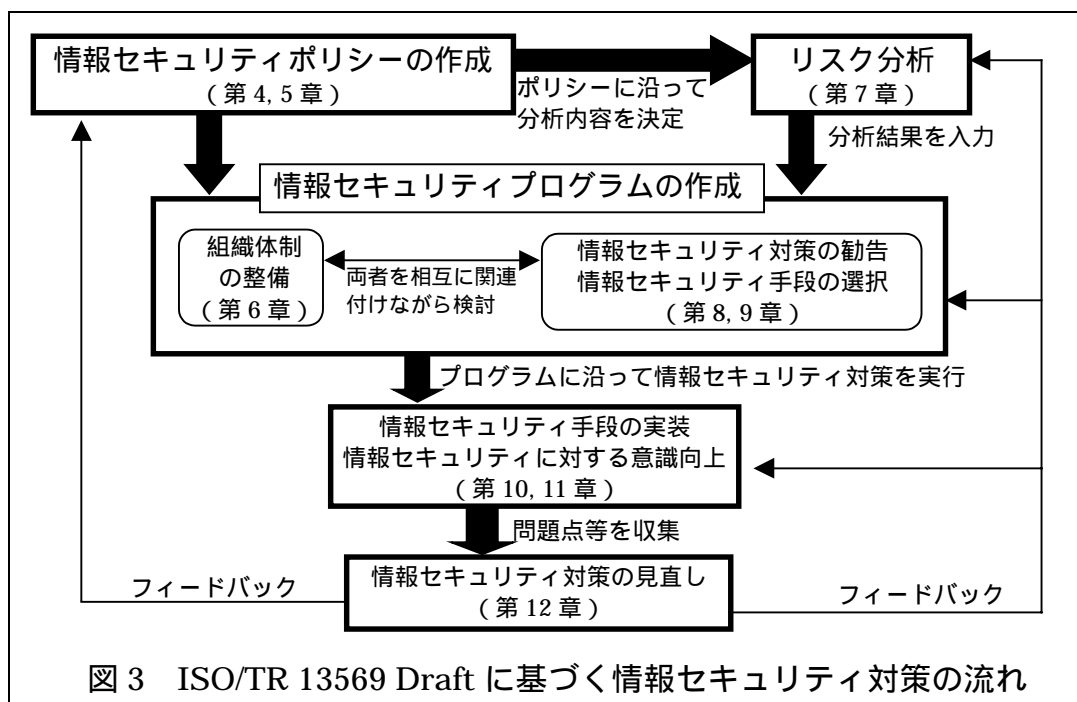 情報セキュリティポリシーの作成
（第 4, 5 章）
リスク分析
（第 7 章）
ポリシーに沿って
分析内容を決定
分析結果を入力
情報セキュリティプログラムの作成
組織体制
の整備
（第 6 章）
両者を相互に関連
付けながら検討
情報セキュリティ対策の勧告
情報セキュリティ手段の選択
（第 8, 9 章）
プログラムに沿って情報セキュリティ対策を実行
情報セキュリティ手段の実装
情報セキュリティに対する意識向上
（第 10, 11 章）
問題点等を収集
フィードバック
情報セキュリティ対策の見直し
（第 12 章）
フィードバック
図 3　ISO/TR 13569 Draft に基づく情報セキュリティ対策の流れ